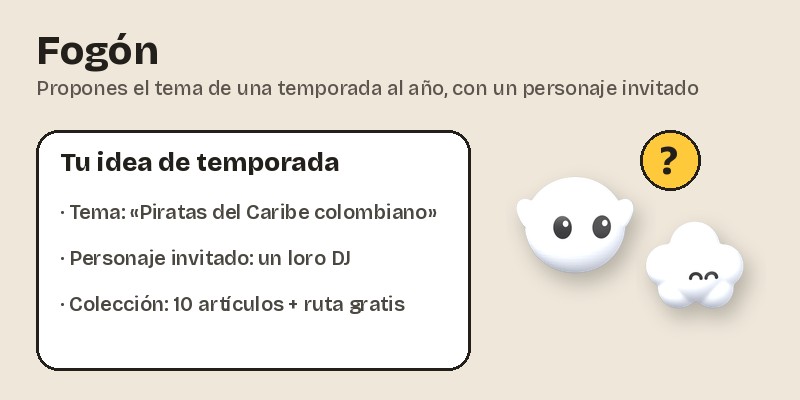 Fogón
Propones el tema de una temporada al año, con un personaje invitado
Tu idea de temporada
· Tema: «Piratas del Caribe colombiano»
· Personaje invitado: un loro DJ
· Colección: 10 artículos + ruta gratis
?